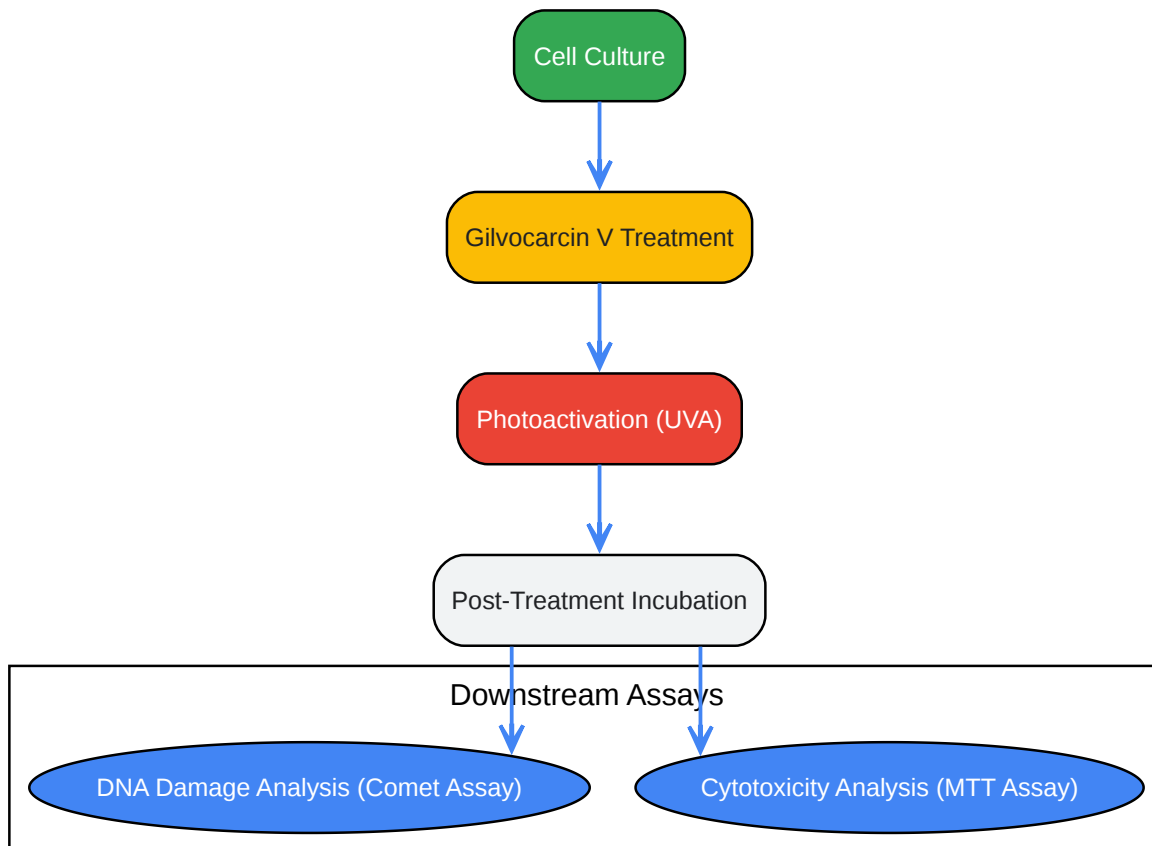 Cell Culture
Gilvocarcin V Treatment
Photoactivation (UVA)
Post-Treatment Incubation
Downstream Assays
DNA Damage Analysis (Comet Assay)
Cytotoxicity Analysis (MTT Assay)